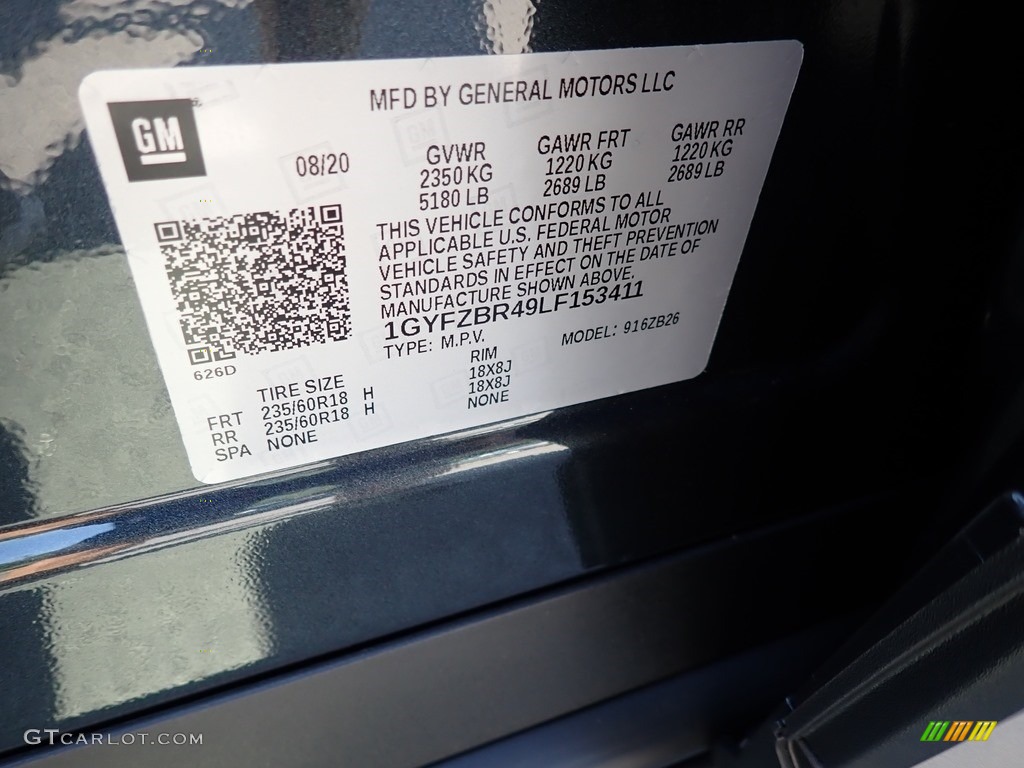 MFD BY GENERAL MOTORS LLC
GM
08/20
GVWR
2350 KG
5180 LB
GAWR FRT
1220 KG
2689 LB
GAWR RR
1220 KG
2689 LB
THIS VEHICLE CONFORMS TO ALL
APPLICABLE U.S. FEDERAL MOTOR
VEHICLE SAFETY AND THEFT PREVENTION
STANDARDS IN EFFECT ON THE DATE OF
MANUFACTURE SHOWN ABOVE.
1GYFZBR49LF153411
TYPE: M.P.V. MODEL: 916ZB26
626D
TIRE SIZE RIM
FRT 235/60R18 H 18X8J
RR 235/60R18 H 18X8J
SPA NONE NONE
GTCARLOT.COM